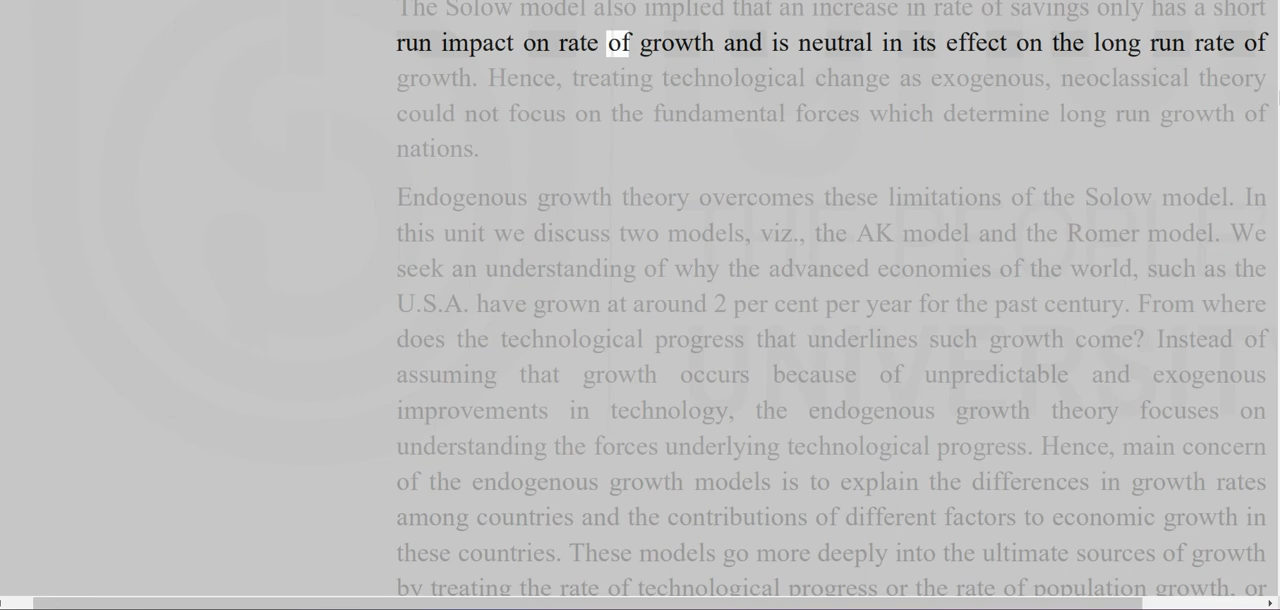 The Solow model also implied that an increase in rate of savings only has a short
run impact on rate of growth and is neutral in its effect on the long run rate of
growth. Hence, treating technological change as exogenous, neoclassical theory
could not focus on the fundamental forces which determine long run growth of
nations.
Endogenous growth theory overcomes these limitations of the Solow model. In
this unit we discuss two models, viz., the AK model and the Romer model. We
seek an understanding of why the advanced economies of the world, such as the
U.S.A. have grown at around 2 per cent per year for the past century. From where
does the technological progress that underlines such growth come? Instead of
assuming that growth occurs because of unpredictable and exogenous
improvements in technology, the endogenous growth theory focuses on
understanding the forces underlying technological progress. Hence, main concern
of the endogenous growth models is to explain the differences in growth rates
among countries and the contributions of different factors to economic growth in
these countries. These models go more deeply into the ultimate sources of growth
by treating the rate of technological progress or the rate of population growth, or
THE PEOPLE
UNIVERSIT